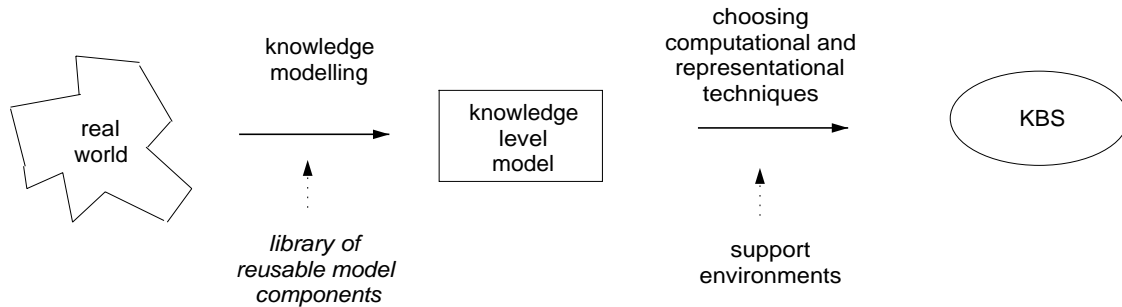 knowledge
modelling
choosing
computational and
representational
techniques
real
world
knowledge
level
model
KBS
library of
reusable model
components
support
environments